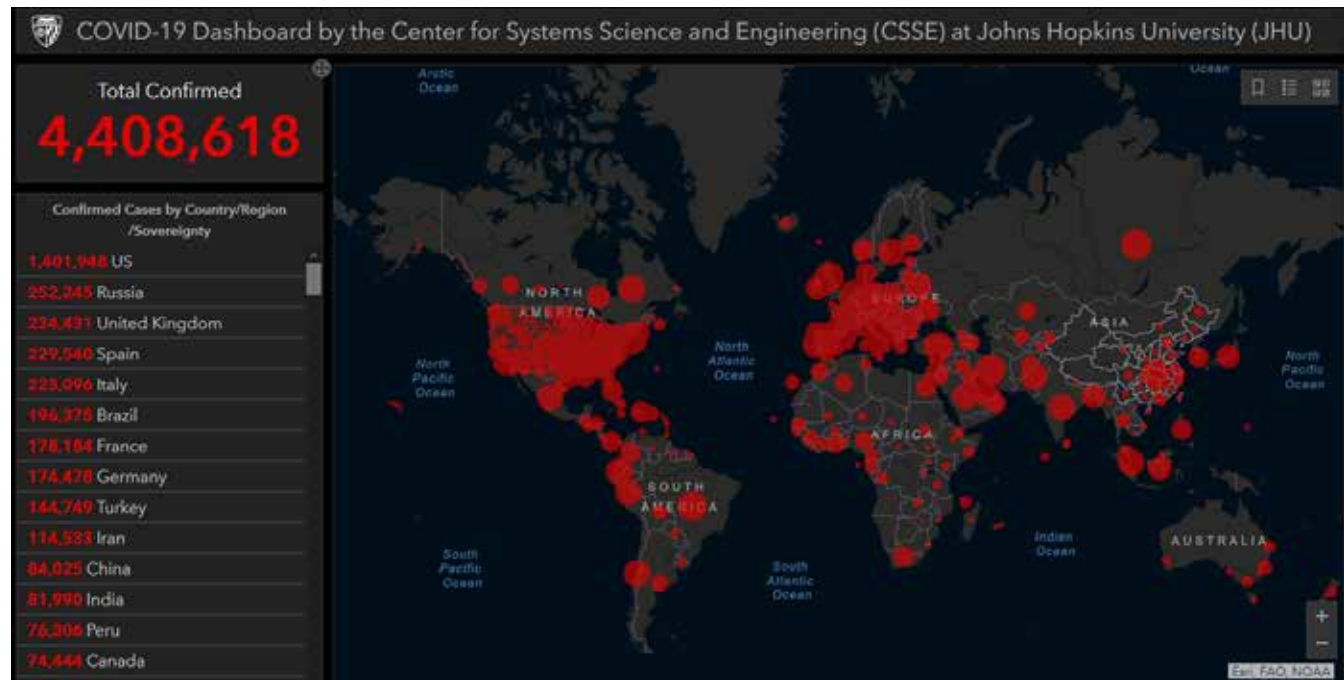 COVID-19 Dashboard by the Center for Systems Science and Engineering (CSSE) at Johns Hopkins University (JHU)
Total Confirmed
4,408,618
Confirmed Cases by Country/Region
/Sovereignty
1,401,948 US
252,245 Russia
234,431 United Kingdom
229,540 Spain
223,096 Italy
196,375 Brazil
178,184 France
174,478 Germany
144,749 Turkey
114,533 Iran
84,025 China
81,990 India
76,306 Peru
74,444 Canada
Arctic
Ocean
Ocean
NORTH
AMERICA
EUROPE
ASIA
North
Pacific
Ocean
North
Atlantic
Ocean
North
Pacific
Ocean
AFRICA
SOUTH
AMERICA
Indian
Ocean
AUSTRALIA
South
Pacific
Ocean
South
Atlantic
Ocean
+
−
Esri, FAO, NOAA